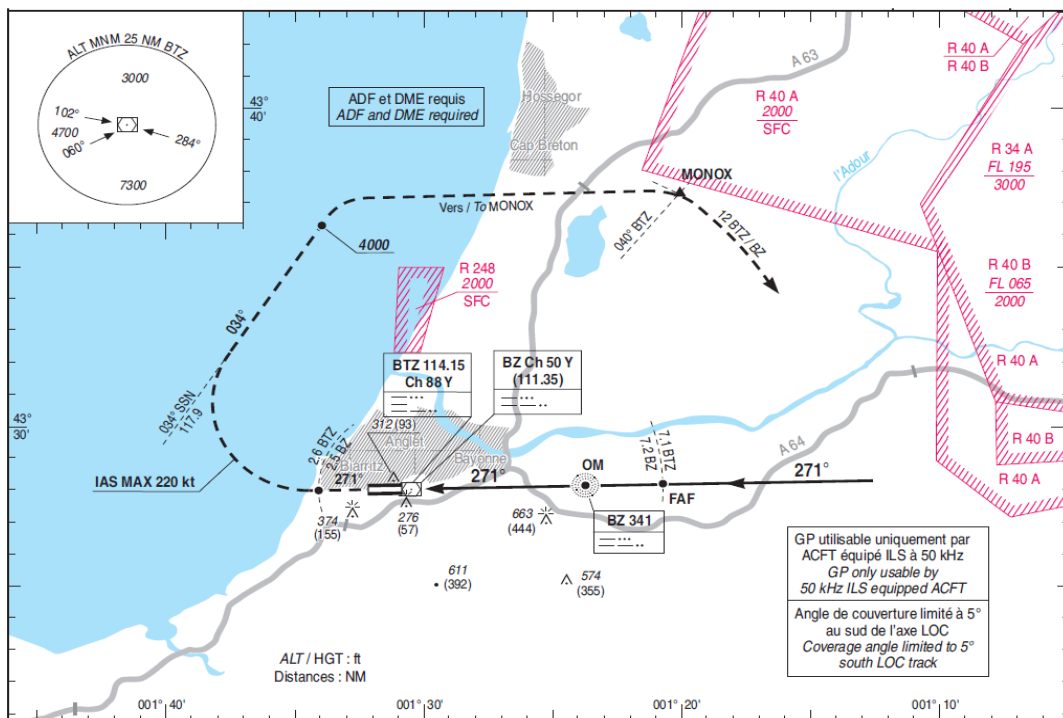 ALT MNM 25 NM BTZ
3000
102°
4700
060°
284°
7300
43°
40'
ADF et DME requis
ADF and DME required
Hossegor
Cap Breton
A 63
R 40 A
R 40 B
R 40 A
2000
SFC
l'Adour
R 34 A
FL 195
3000
MONOX
Vers / To MONOX
040° BTZ
12 BTZ / BZ
4000
R 248
2000
SFC
R 40 B
FL 065
2000
034°
BTZ 114.15
Ch 88 Y
BZ Ch 50 Y
(111.35)
R 40 A
034° SSN
117.9
43°
30'
312 (93)
Anglet
Biarritz
Bayonne
2.6 BTZ
2.5 BZ
7.1 BTZ
7.2 BZ
A 64
R 40 B
R 40 A
IAS MAX 220 kt
271°
271°
OM
271°
FAF
BZ 341
374
(155)
276
(57)
663
(444)
611
(392)
574
(355)
GP utilisable uniquement par
ACFT équipé ILS à 50 kHz
GP only usable by
50 kHz ILS equipped ACFT
Angle de couverture limité à 5°
au sud de l'axe LOC
Coverage angle limited to 5°
south LOC track
ALT / HGT : ft
Distances : NM
001° 40'
001° 30'
001° 20'
001° 10'